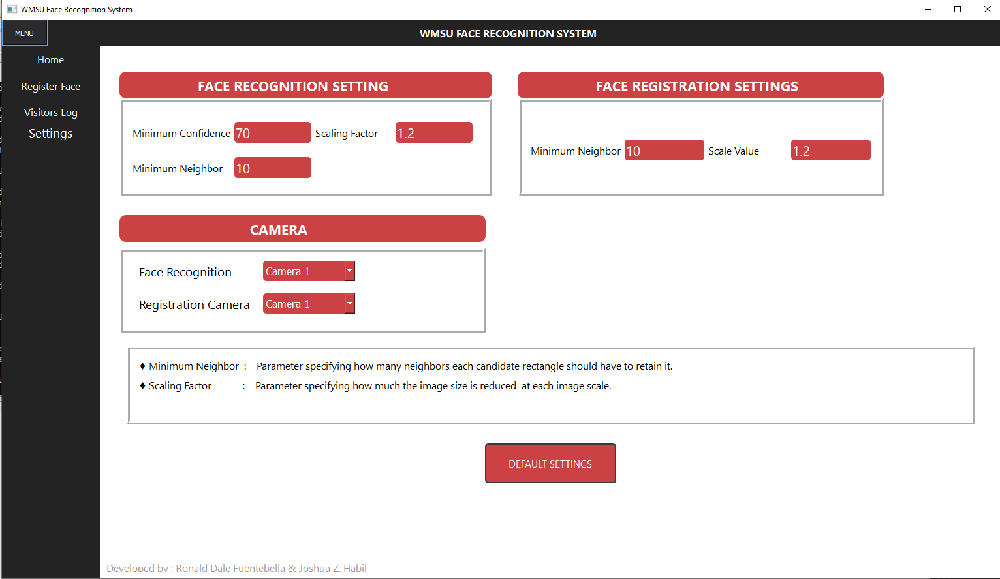 WMSU Face Recognition System
MENU
WMSU FACE RECOGNITION SYSTEM
Home
Register Face
Visitors Log
Settings
FACE RECOGNITION SETTING
Minimum Confidence 70 Scaling Factor 1.2
Minimum Neighbor 10
FACE REGISTRATION SETTINGS
Minimum Neighbor 10 Scale Value 1.2
CAMERA
Face Recognition Camera 1
Registration Camera Camera 1
♦ Minimum Neighbor : Parameter specifying how many neighbors each candidate rectangle should have to retain it.
♦ Scaling Factor : Parameter specifying how much the image size is reduced at each image scale.
DEFAULT SETTINGS
Developed by : Ronald Dale Fuentebella & Joshua Z. Habil